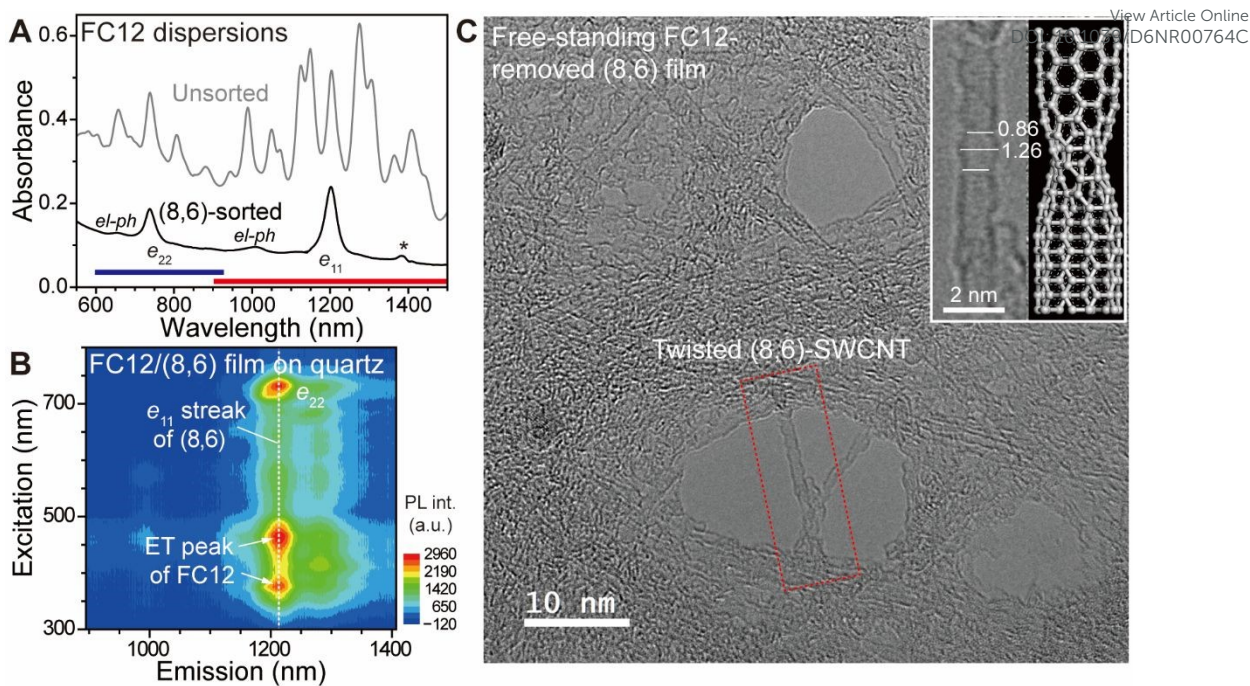 View Article Online
A
FC12 dispersions
Unsorted
(8,6)-sorted
el-ph
e22
el-ph
e11
*
Absorbance
0.6
0.4
0.2
0.0
600
800
1000
1200
1400
Wavelength (nm)
B
FC12/(8,6) film on quartz
e22
e11 streak
of (8,6)
ET peak
of FC12
Excitation (nm)
700
500
300
1000
1200
1400
Emission (nm)
PL int.
(a.u.)
2960
2190
1420
650
−120
C
Free-standing FC12-
removed (8,6) film
Twisted (8,6)-SWCNT
10 nm
0.86
1.26
2 nm
/D6NR00764C